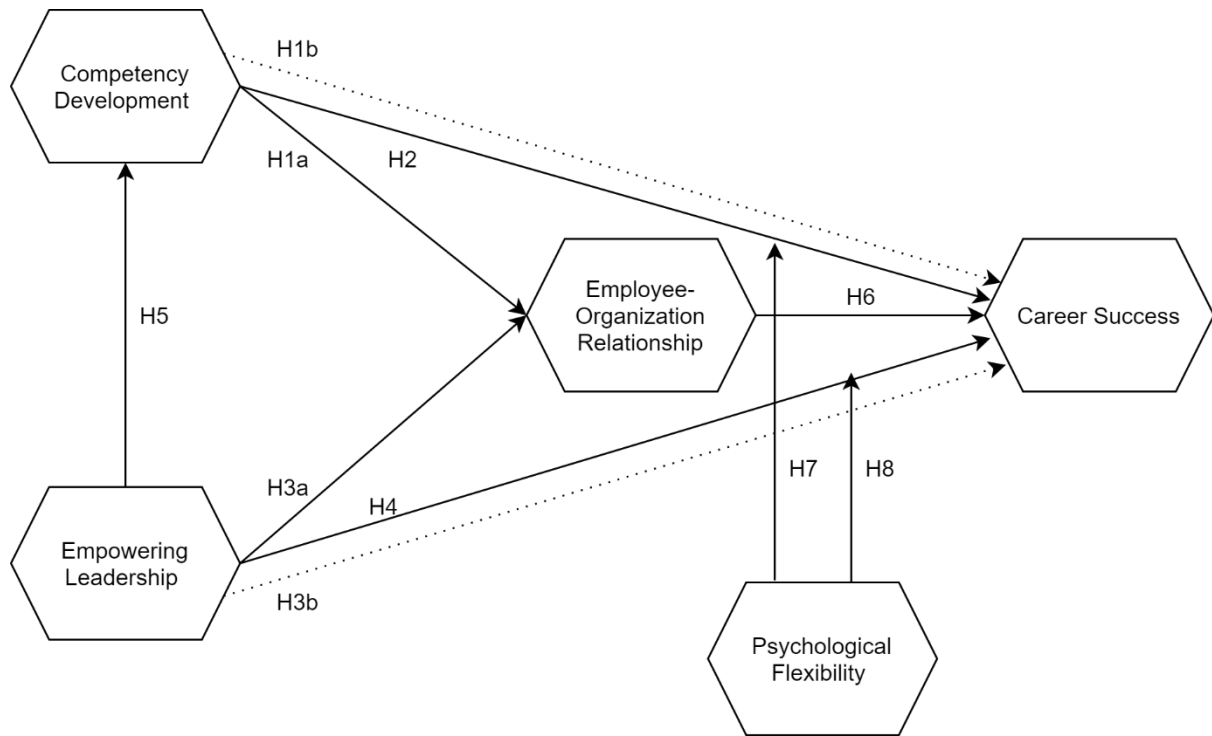 H1b
Competency
Development
H1a
H2
Employee-
Organization
Relationship
H6
Career Success
H5
H3a
H4
H7
H8
Empowering
Leadership
H3b
Psychological
Flexibility